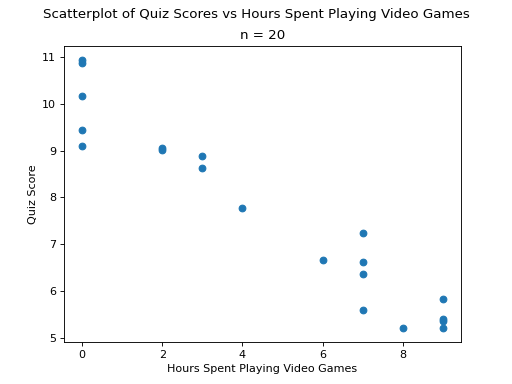 Scatterplot of Quiz Scores vs Hours Spent Playing Video Games
n = 20
11
10
9
8
7
6
5
Quiz Score
0 2 4 6 8
Hours Spent Playing Video Games